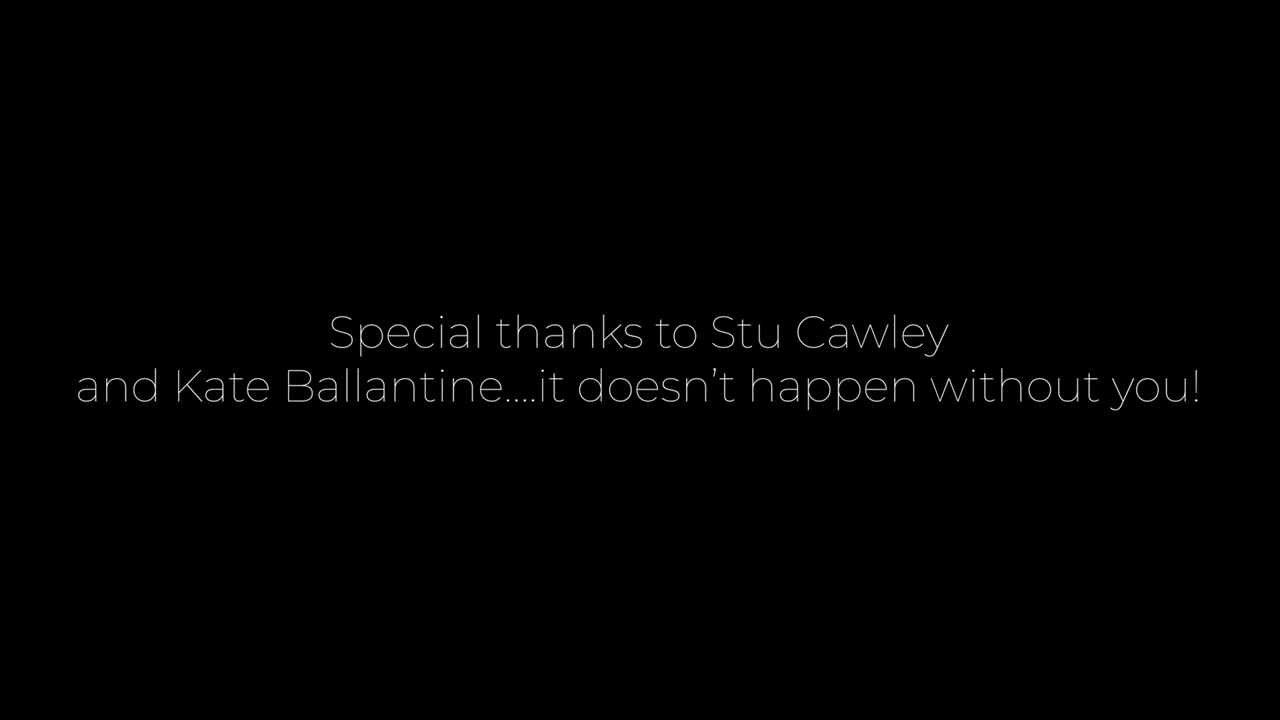 Special thanks to Stu Cawley
and Kate Ballantine....it doesn’t happen without you!